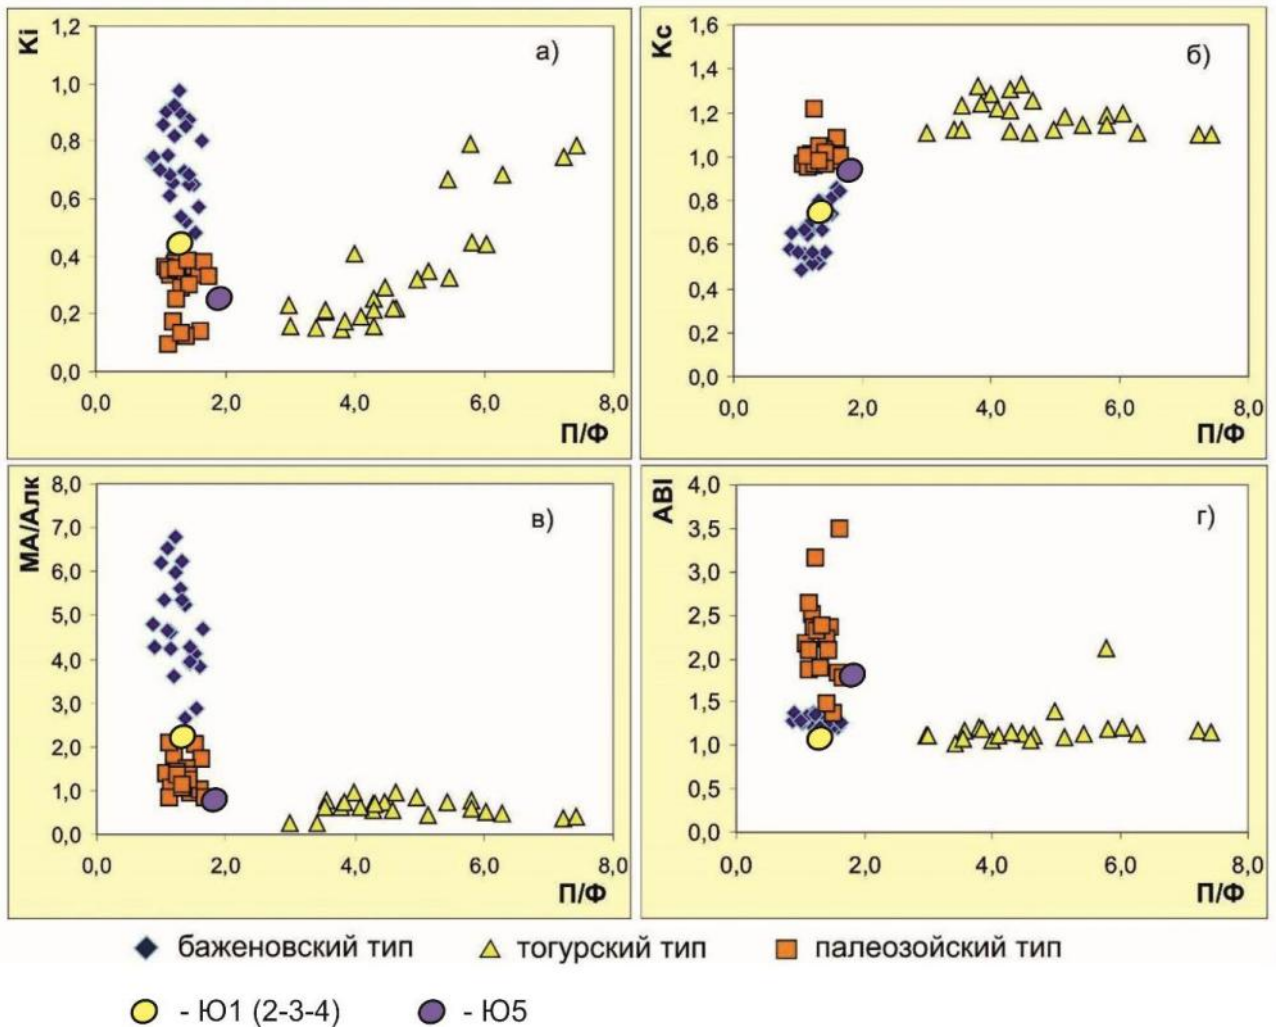 Ki
1,2
1,0
0,8
0,6
0,4
0,2
0,0
0,0 2,0 4,0 6,0 8,0
П/Ф
а)
Кс
1,6
1,4
1,2
1,0
0,8
0,6
0,4
0,2
0,0
0,0 2,0 4,0 6,0 8,0
П/Ф
б)
МА/Алк
8,0
7,0
6,0
5,0
4,0
3,0
2,0
1,0
0,0
0,0 2,0 4,0 6,0 8,0
П/Ф
в)
ABI
4,0
3,5
3,0
2,5
2,0
1,5
1,0
0,5
0,0
0,0 2,0 4,0 6,0 8,0
П/Ф
г)
баженовский тип тогурский тип палеозойский тип
- Ю1 (2-3-4) - Ю5